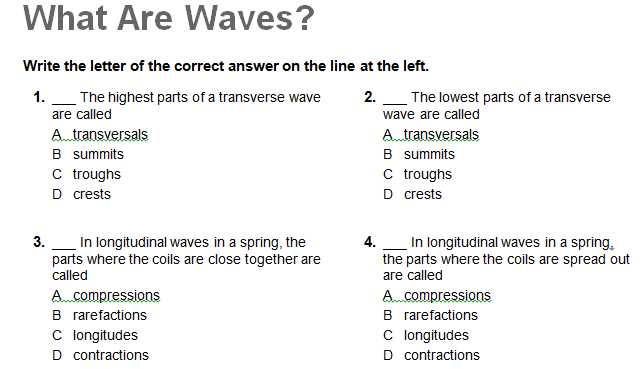 What Are Waves?
Write the letter of the correct answer on the line at the left.
1. ___ The highest parts of a transverse wave
are called
A transversals
B summits
C troughs
D crests
2. ___ The lowest parts of a transverse
wave are called
A transversals
B summits
C troughs
D crests
3. ___ In longitudinal waves in a spring, the
parts where the coils are close together are
called
A compressions
B rarefactions
C longitudes
D contractions
4. ___ In longitudinal waves in a spring,
the parts where the coils are spread out
are called
A compressions
B rarefactions
C longitudes
D contractions